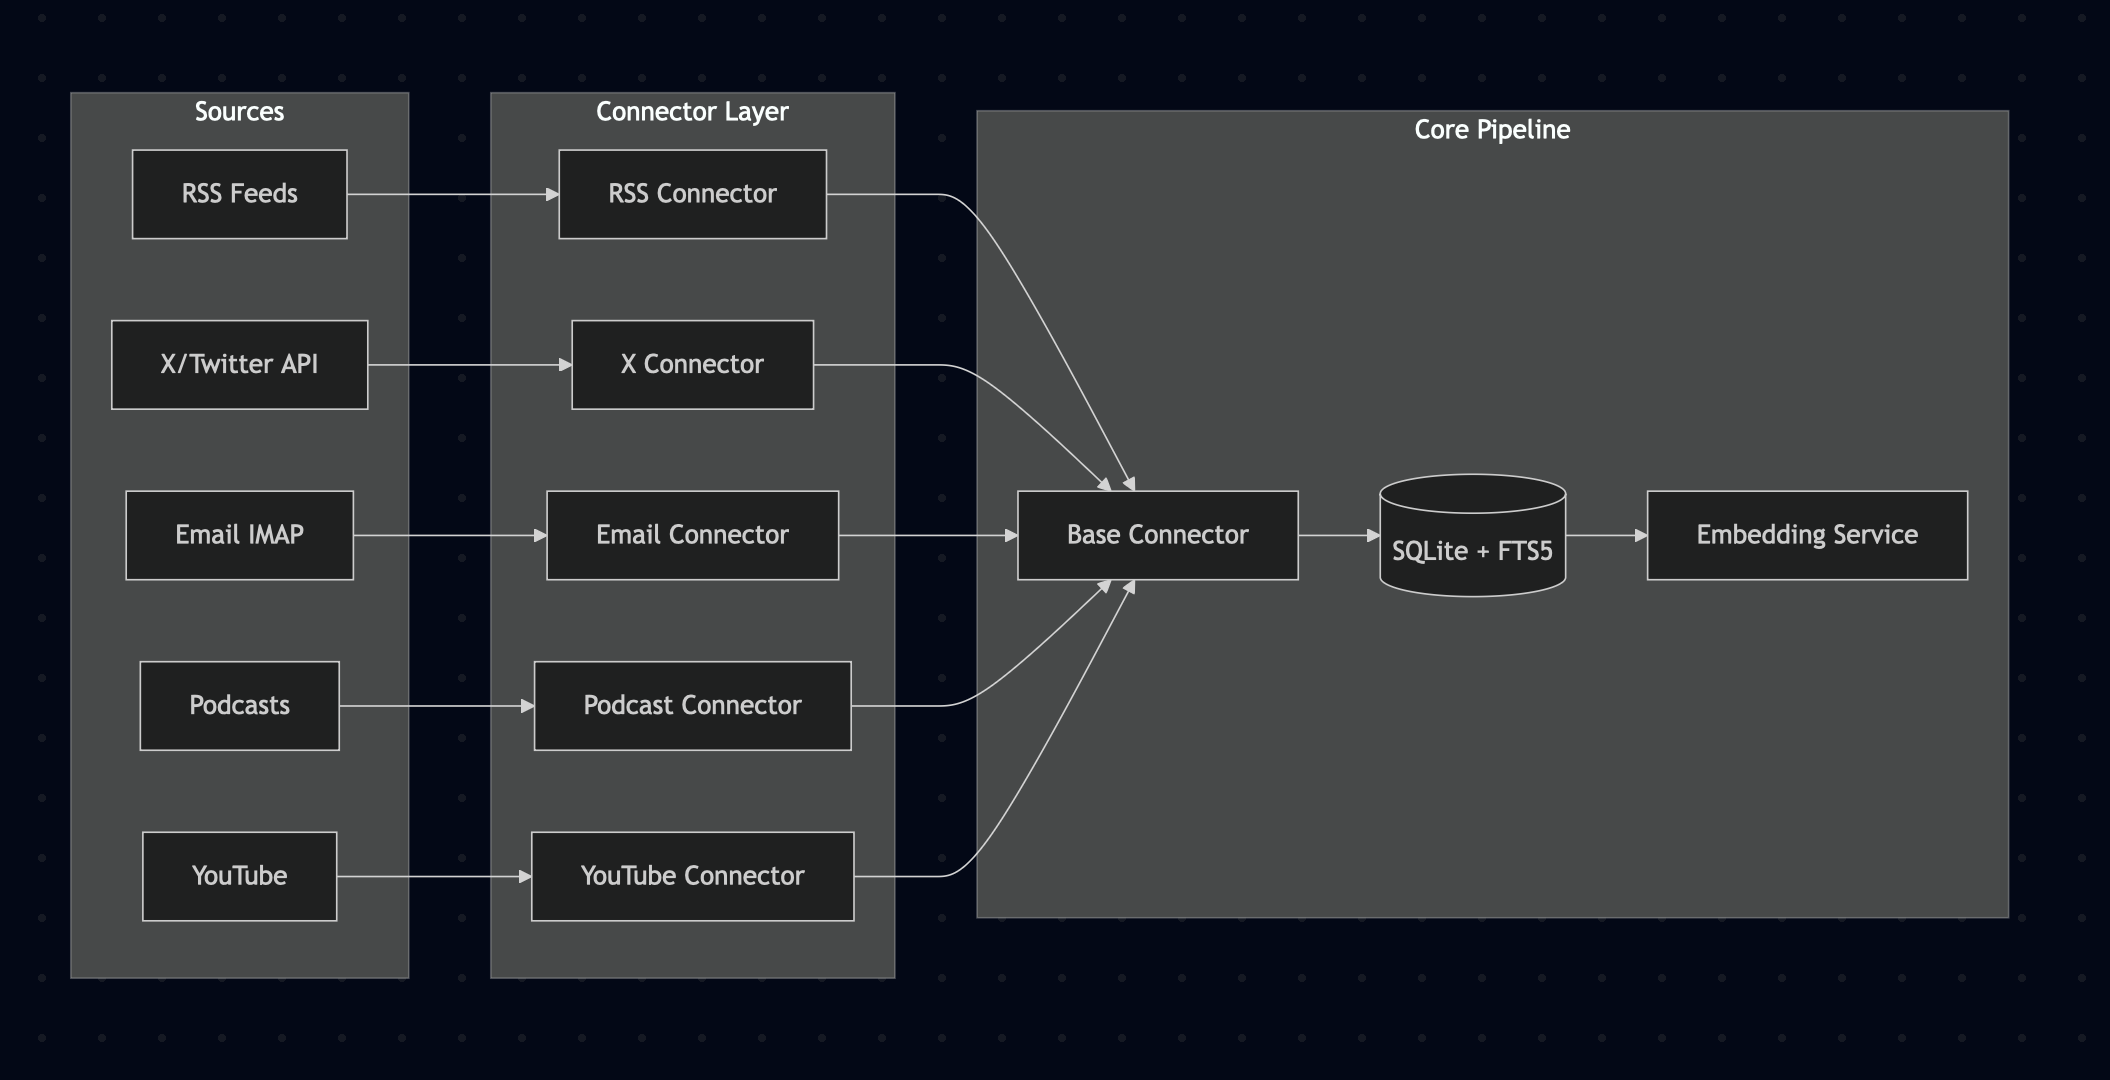 Sources
RSS Feeds
X/Twitter API
Email IMAP
Podcasts
YouTube
Connector Layer
RSS Connector
X Connector
Email Connector
Podcast Connector
YouTube Connector
Core Pipeline
Base Connector
SQLite + FTS5
Embedding Service